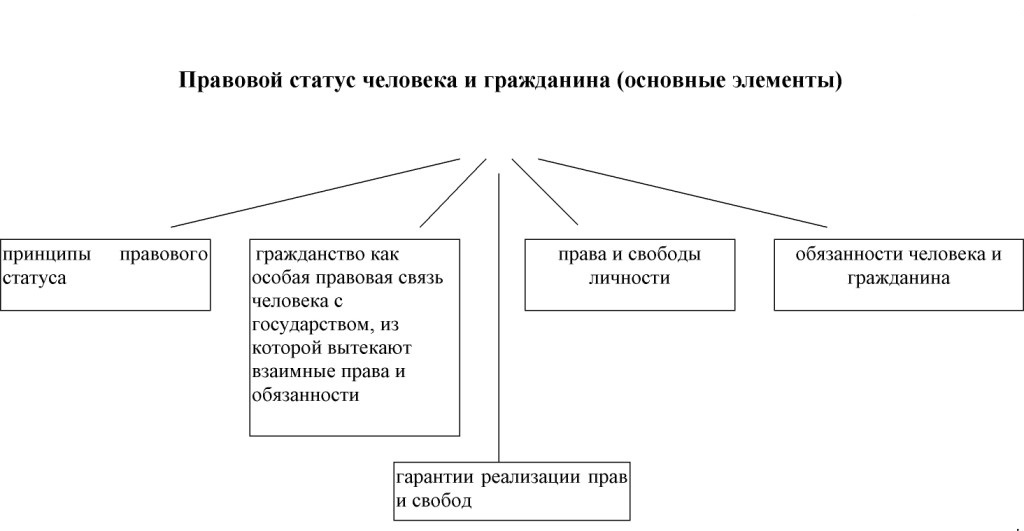 Правовой статус человека и гражданина (основные элементы)
принципы правового
статуса
гражданство как
особая правовая связь
человека с
государством, из
которой вытекают
взаимные права и
обязанности
права и свободы
личности
обязанности человека и
гражданина
гарантии реализации прав
и свобод
.